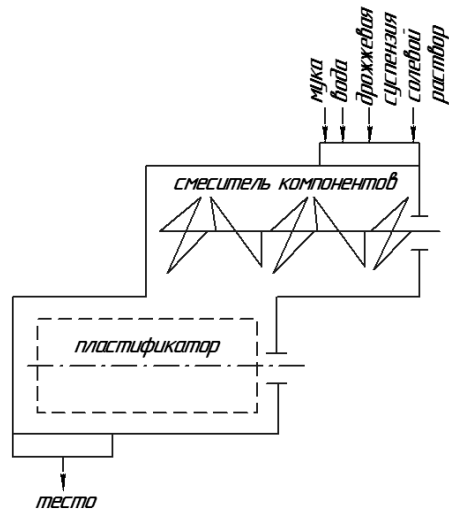 мука
вода
дрожжевая
суспензия
солевой
раствор
смеситель компонентов
пластификатор
тесто